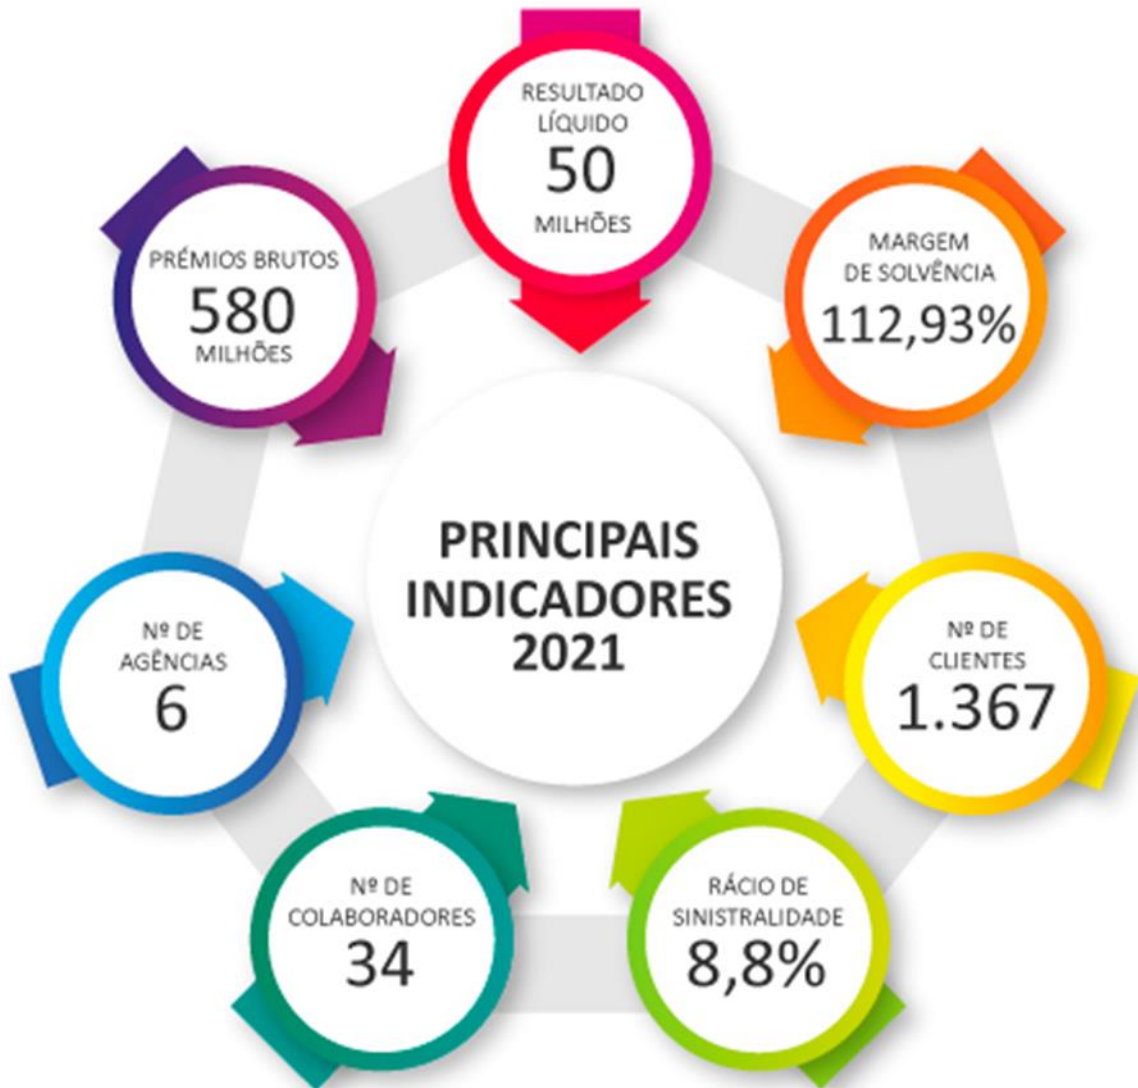 RESULTADO
LÍQUIDO
50
MILHÕES
PRÉMIOS BRUTOS
580
MILHÕES
MARGEM
DE SOLVÊNCIA
112,93%
PRINCIPAIS
INDICADORES
2021
Nº DE
AGÊNCIAS
6
Nº DE
CLIENTES
1.367
Nº DE
COLABORADORES
34
RÁCIO DE
SINISTRALIDADE
8,8%